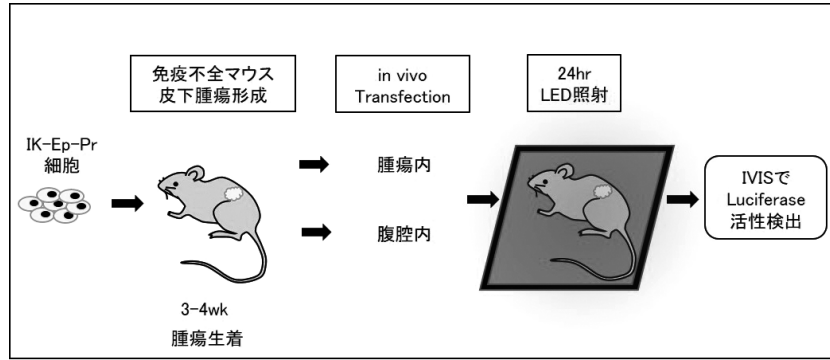 免疫不全マウス
皮下腫瘍形成
in vivo
Transfection
24hr
LED照射
IK-Ep-Pr
細胞
腫瘍内
腹腔内
IVISで
Luciferase
活性検出
3-4wk
腫瘍生着